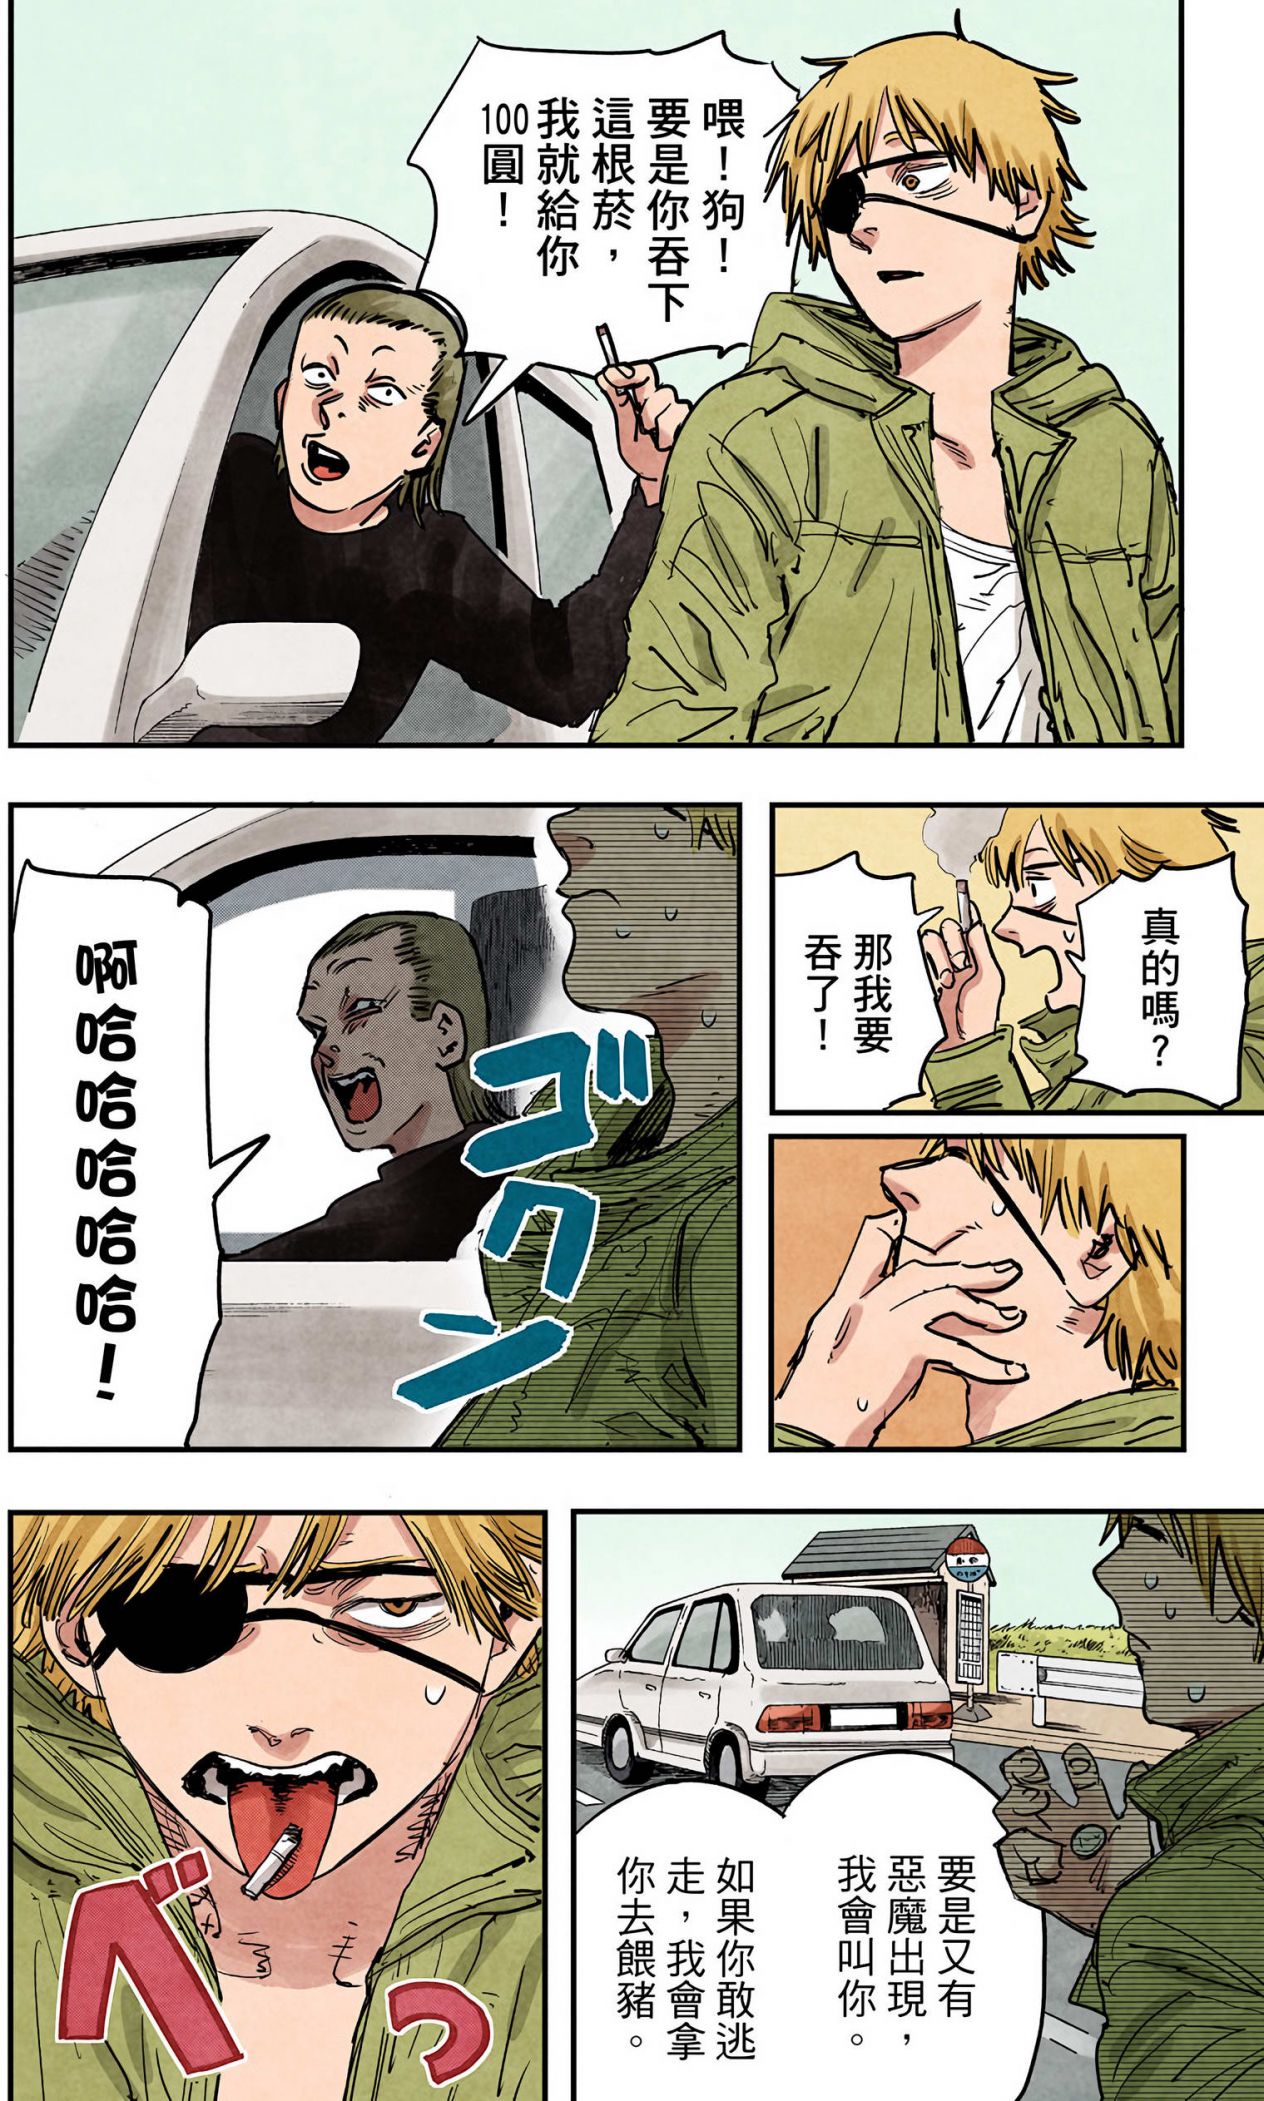 喂！狗！
要是你吞下
這根菸，
我就給你
100圓！
真的嗎？
那我要
吞了！
啊哈哈哈哈哈！
ゴクン
要是又有
惡魔出現，
我會叫你。
如果你敢逃
走，我會拿
你去餵豬。
べっ